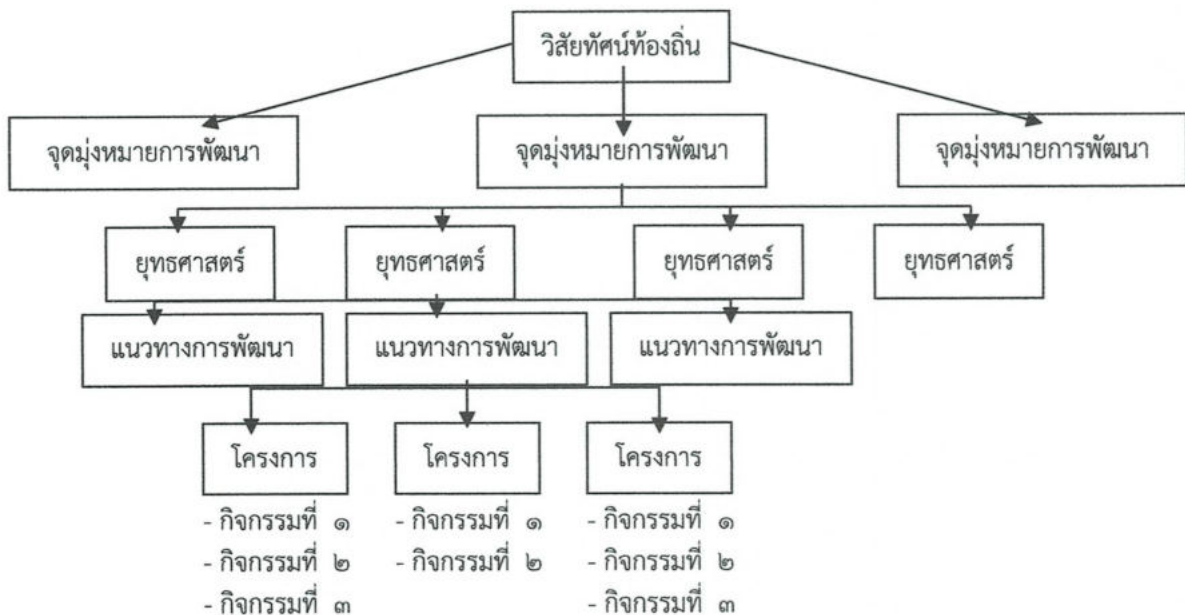 วิสัยทัศน์ท้องถิ่น
จุดมุ่งหมายการพัฒนา จุดมุ่งหมายการพัฒนา จุดมุ่งหมายการพัฒนา
ยุทธศาสตร์ ยุทธศาสตร์ ยุทธศาสตร์ ยุทธศาสตร์
แนวทางการพัฒนา แนวทางการพัฒนา แนวทางการพัฒนา
โครงการ โครงการ โครงการ
- กิจกรรมที่ ๑ - กิจกรรมที่ ๑ - กิจกรรมที่ ๑
- กิจกรรมที่ ๒ - กิจกรรมที่ ๒ - กิจกรรมที่ ๒
- กิจกรรมที่ ๓ - กิจกรรมที่ ๓